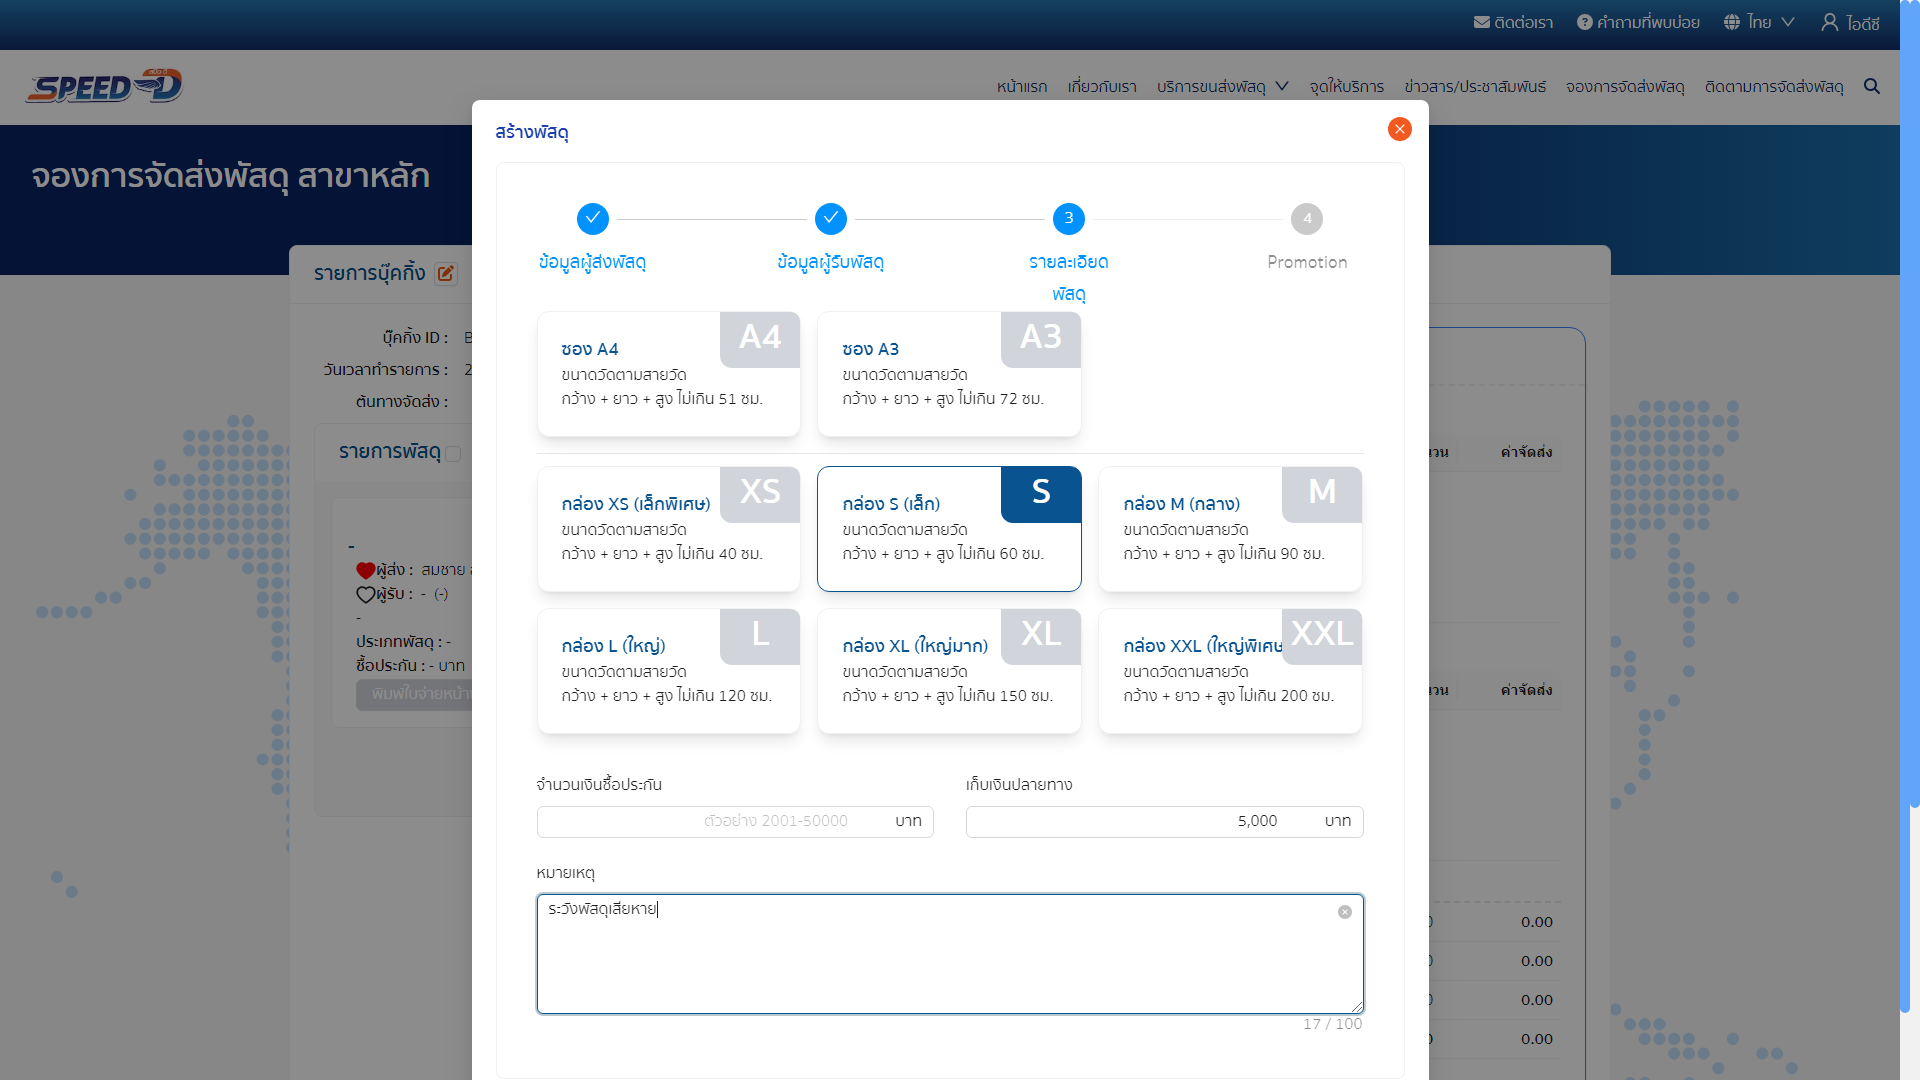 ติดต่อเรา
คำถามที่พบบ่อย
ไทย
ไอดีซี
สปีด-ดี
SPEED-D
หน้าแรก
เกี่ยวกับเรา
บริการขนส่งพัสดุ
จุดให้บริการ
ข่าวสาร/ประชาสัมพันธ์
จองการจัดส่งพัสดุ
ติดตามการจัดส่งพัสดุ
จองการจัดส่งพัสดุ สาขาหลัก
รายการบุ๊คกิ้ง
บุ๊คกิ้ง ID :
วันเวลาทำรายการ : 2
ต้นทางจัดส่ง :
รายการพัสดุ
-
ผู้ส่ง : สมชาย
ผู้รับ : - (-)
-
ประเภทพัสดุ : -
ซื้อประกัน : - บาท
พิมพ์ใบจ่ายหน้า
สร้างพัสดุ
ข้อมูลผู้ส่งพัสดุ
ข้อมูลผู้รับพัสดุ
3
รายละเอียด
พัสดุ
4
Promotion
ซอง A4
A4
ขนาดวัดตามสายวัด
กว้าง + ยาว + สูง ไม่เกิน 51 ซม.
ซอง A3
A3
ขนาดวัดตามสายวัด
กว้าง + ยาว + สูง ไม่เกิน 72 ซม.
กล่อง XS (เล็กพิเศษ)
XS
ขนาดวัดตามสายวัด
กว้าง + ยาว + สูง ไม่เกิน 40 ซม.
กล่อง S (เล็ก)
S
ขนาดวัดตามสายวัด
กว้าง + ยาว + สูง ไม่เกิน 60 ซม.
กล่อง M (กลาง)
M
ขนาดวัดตามสายวัด
กว้าง + ยาว + สูง ไม่เกิน 90 ซม.
กล่อง L (ใหญ่)
L
ขนาดวัดตามสายวัด
กว้าง + ยาว + สูง ไม่เกิน 120 ซม.
กล่อง XL (ใหญ่มาก)
XL
ขนาดวัดตามสายวัด
กว้าง + ยาว + สูง ไม่เกิน 150 ซม.
กล่อง XXL (ใหญ่พิเศษ
XXL
ขนาดวัดตามสายวัด
กว้าง + ยาว + สูง ไม่เกิน 200 ซม.
จำนวนเงินซื้อประกัน
ตัวอย่าง 2001-50000 บาท
เก็บเงินปลายทาง
5,000 บาท
หมายเหตุ
ระวังพัสดุเสียหาย
17 / 100
ค่าจัดส่ง
ค่าจัดส่ง
0.00
0.00
0.00
0.00